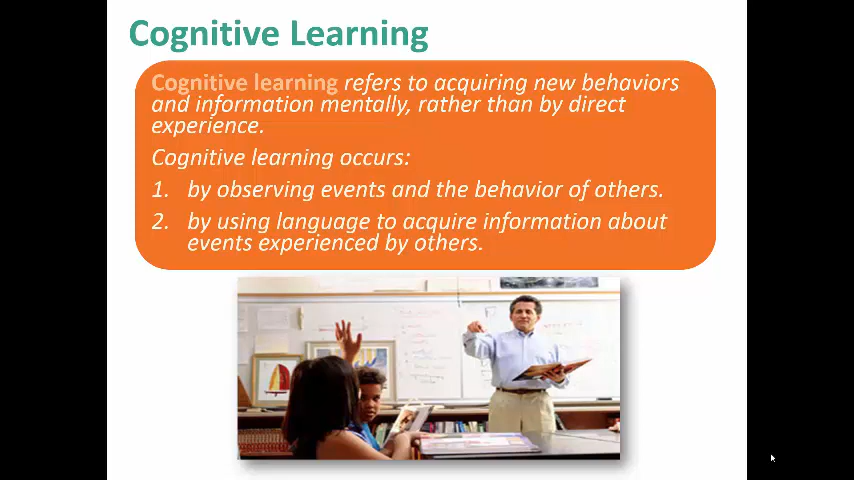 Cognitive Learning
Cognitive learning refers to acquiring new behaviors
and information mentally, rather than by direct
experience.
Cognitive learning occurs:
1. by observing events and the behavior of others.
2. by using language to acquire information about
events experienced by others.